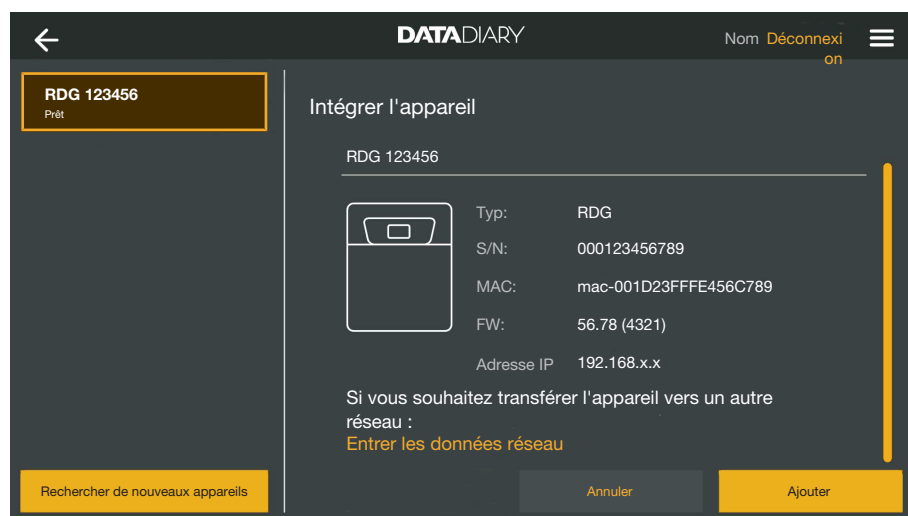 DATADIARY
Nom Déconnexi
on
RDG 123456
Prêt
Intégrer l'appareil
RDG 123456
Typ: RDG
S/N: 000123456789
MAC: mac-001D23FFFE456C789
FW: 56.78 (4321)
Adresse IP 192.168.x.x
Si vous souhaitez transférer l'appareil vers un autre
réseau :
Entrer les données réseau
Rechercher de nouveaux appareils
Annuler
Ajouter